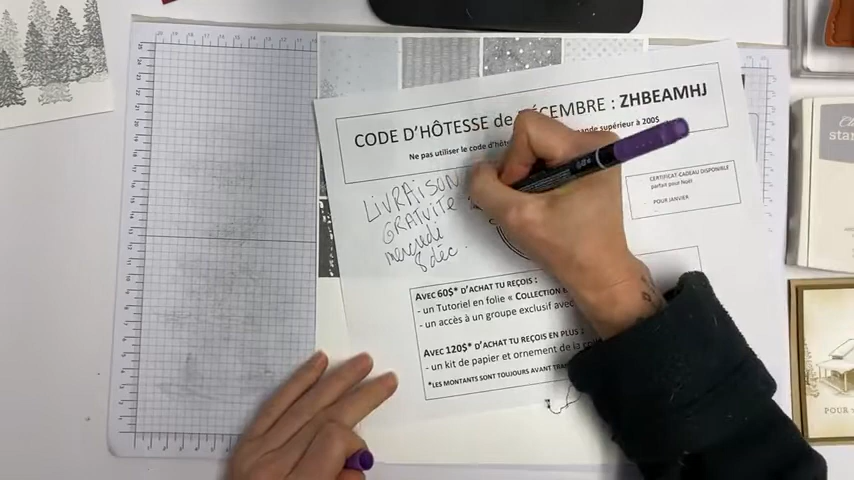 CODE D'HÔTESSE de DÉCEMBRE : ZHBEAMHJ
Ne pas utiliser le code d'hôte mande supérieur à 200$
LIVRAISON
GRATUITE
mercredi
8 déc.
CERTIFICAT-CADEAU DISPONIBLE
parfait pour Noël
POUR JANVIER
AVEC 60$* D'ACHAT TU REÇOIS :
- un Tutoriel en folie « COLLECTION
- un accès à un groupe exclusif avec
AVEC 120$* D'ACHAT TU REÇOIS EN PLUS :
- un kit de papier et ornement de la
*LES MONTANTS SONT TOUJOURS AVANT
stam
POUR